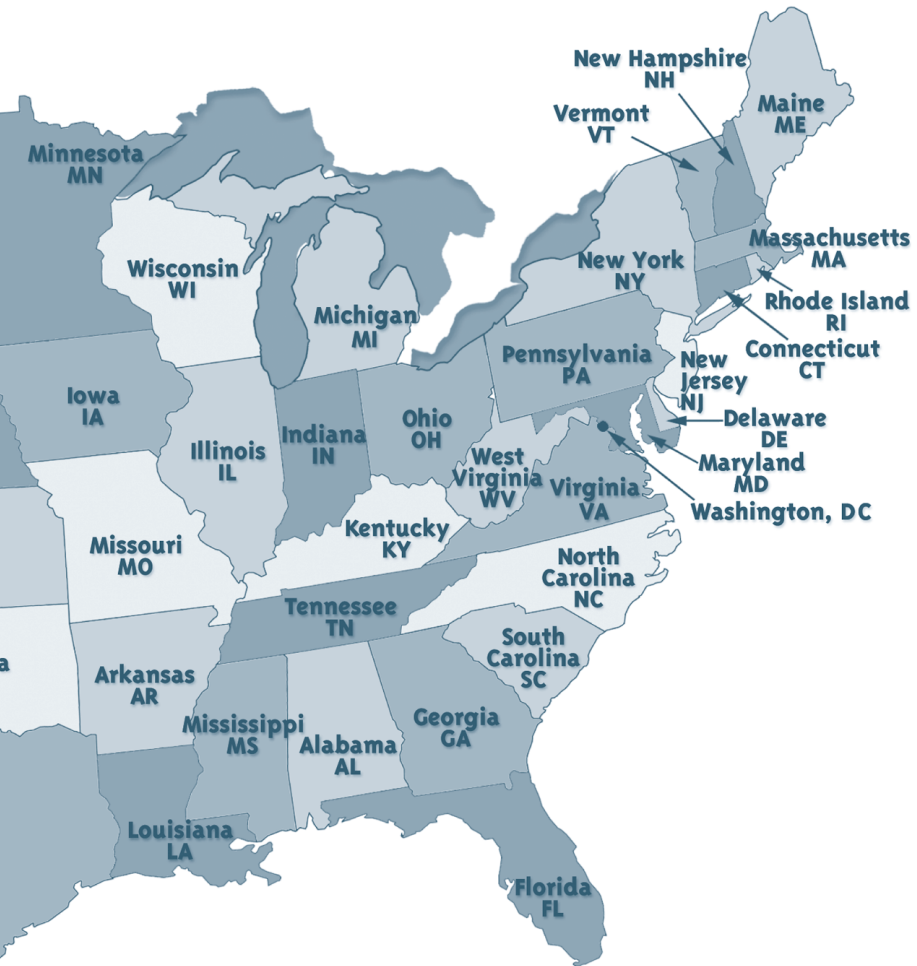 New Hampshire
NH
Maine
ME
Vermont
VT
Minnesota
MN
Massachusetts
MA
Wisconsin
WI
New York
NY
Rhode Island
RI
Michigan
MI
Connecticut
CT
Pennsylvania
PA
New
Jersey
NJ
Iowa
IA
Ohio
OH
Delaware
DE
Indiana
IN
Illinois
IL
West
Virginia
WV
Maryland
MD
Virginia
VA
Washington, DC
Kentucky
KY
Missouri
MO
North
Carolina
NC
Tennessee
TN
South
Carolina
SC
a
Arkansas
AR
Georgia
GA
Mississippi
MS
Alabama
AL
Louisiana
LA
Florida
FL